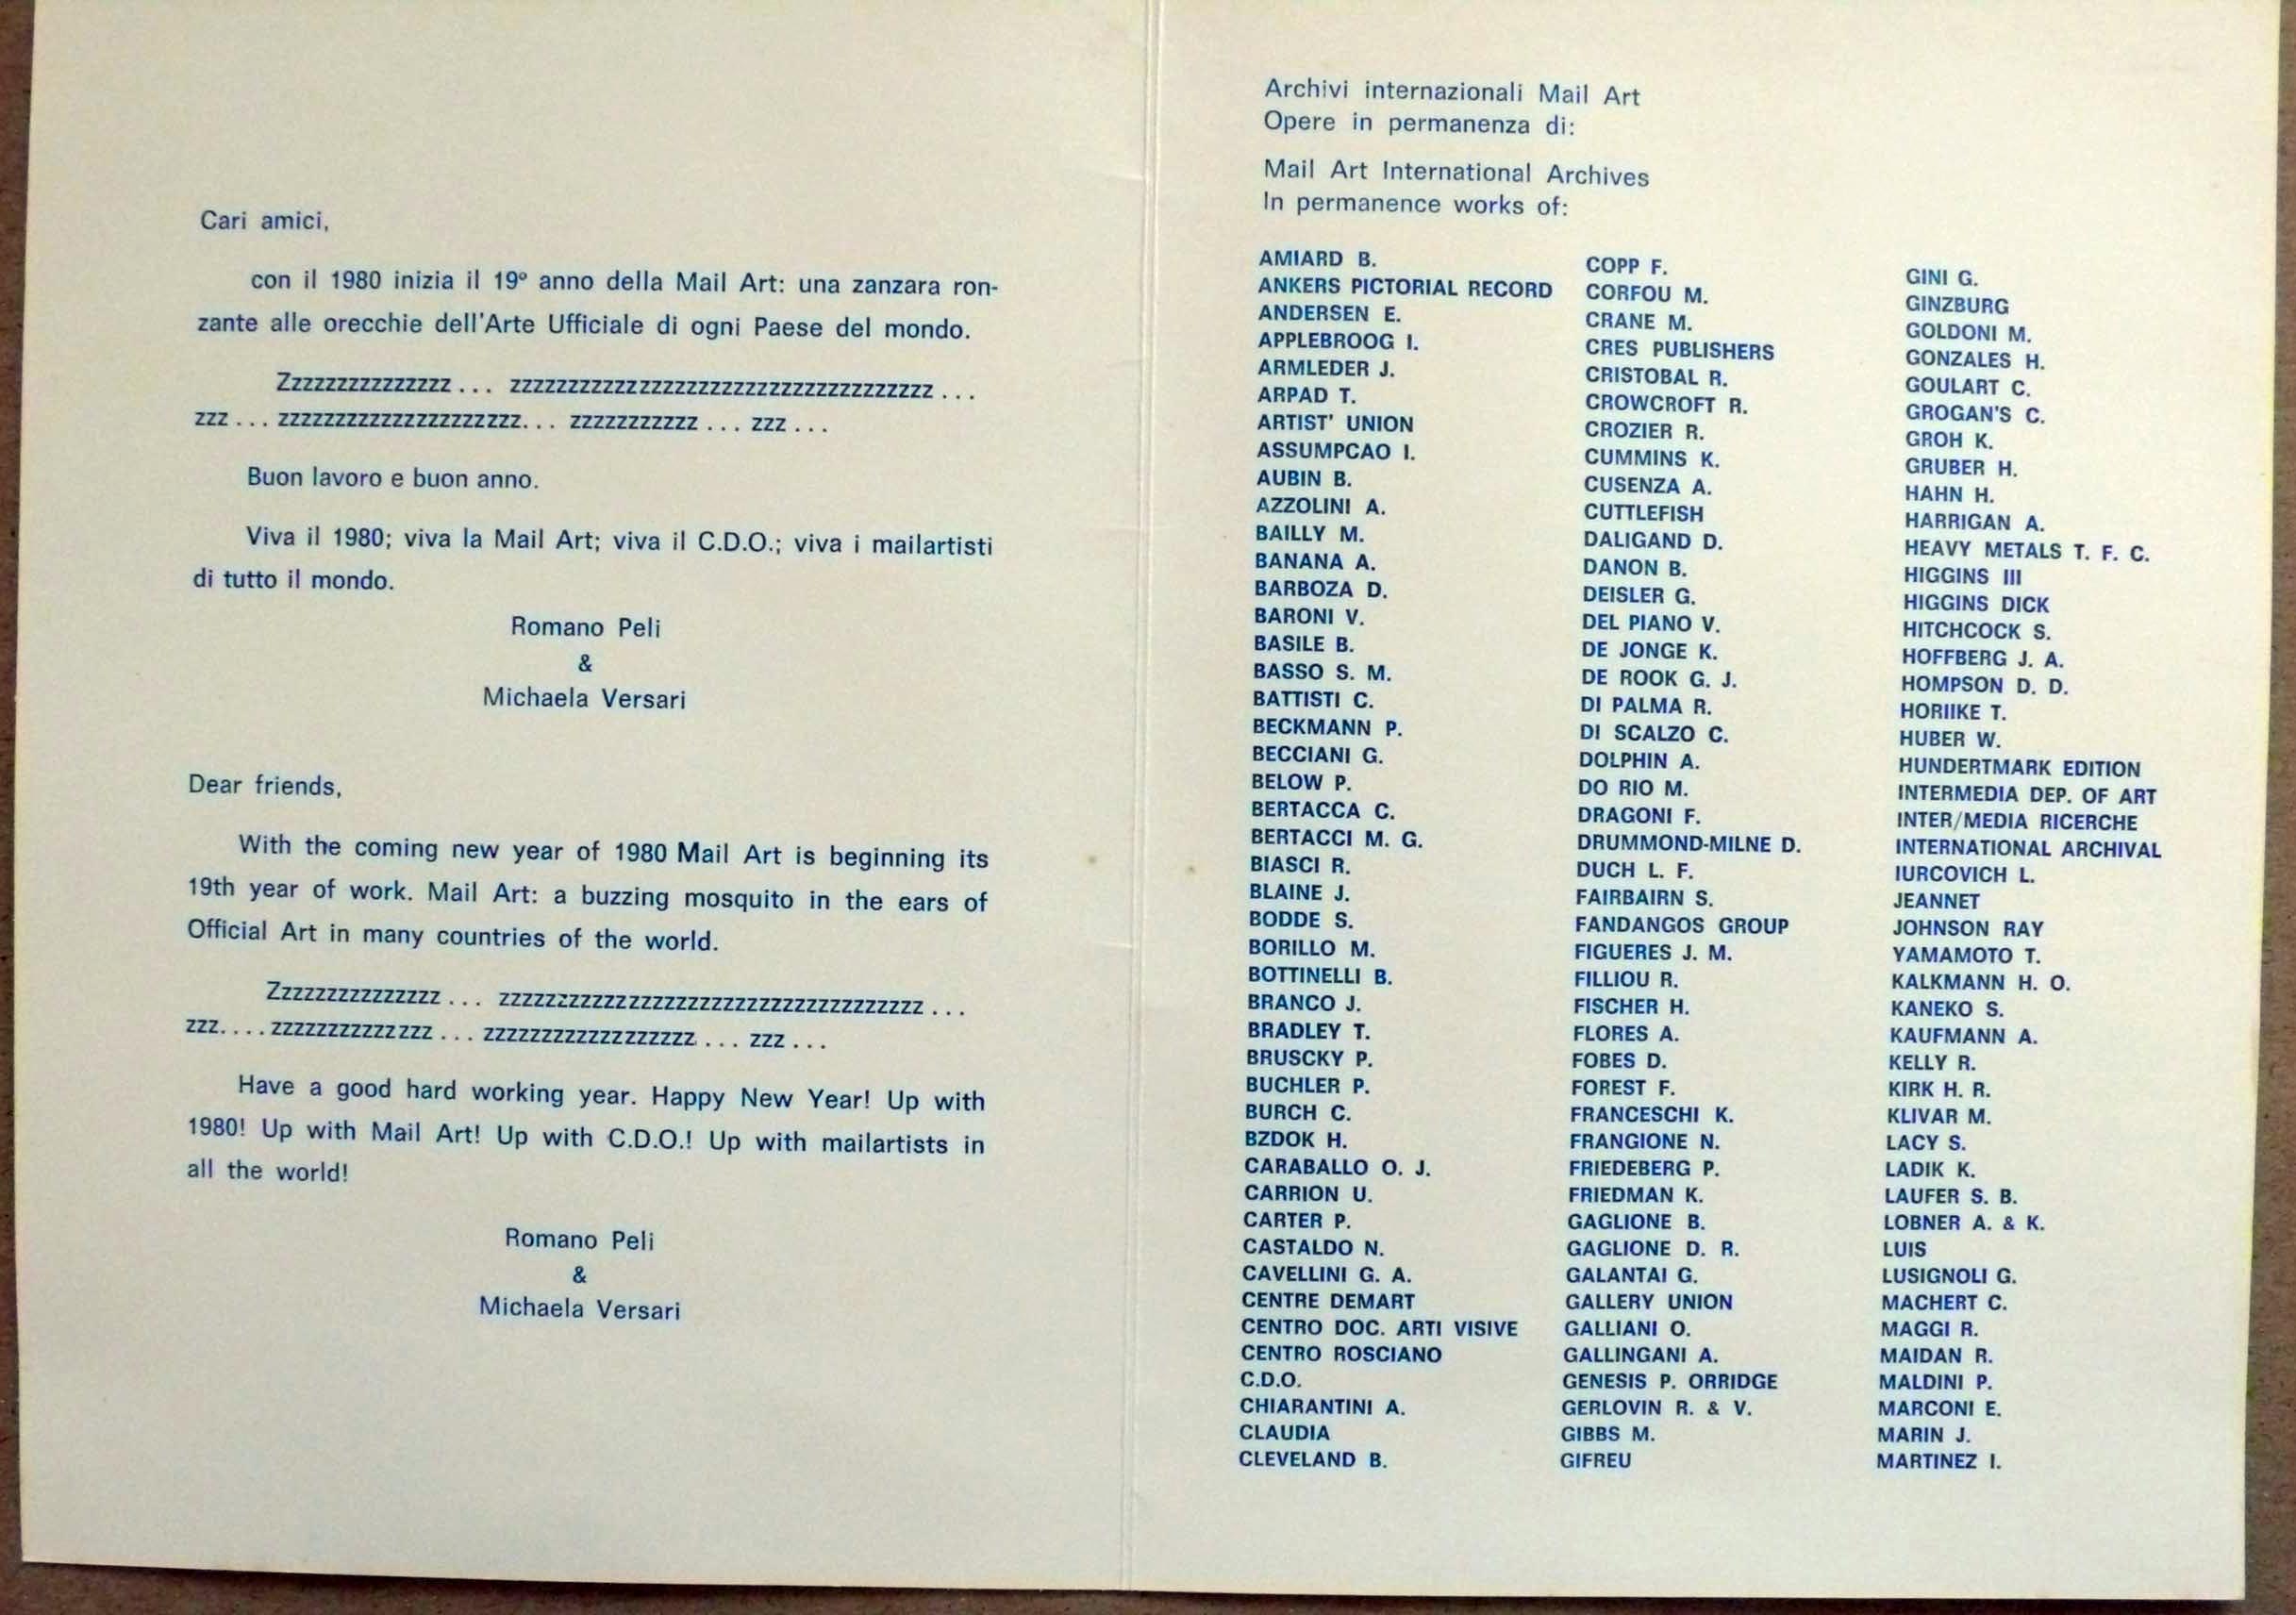 Cari amici,
con il 1980 inizia il 19° anno della Mail Art: una zanzara ron-
zante alle orecchie dell'Arte Ufficiale di ogni Paese del mondo.
Zzzzzzzzzzzzzzz ... zzzzzzzzzzzzzzzzzzzzzzzzzzzzzzzzzzzz ...
zzz ... zzzzzzzzzzzzzzzzzzzzz... zzzzzzzzzzz ... zzz ...
Buon lavoro e buon anno.
Viva il 1980; viva la Mail Art; viva il C.D.O.; viva i mailartisti
di tutto il mondo.
Romano Peli
&
Michaela Versari
Dear friends,
With the coming new year of 1980 Mail Art is beginning its
19th year of work. Mail Art: a buzzing mosquito in the ears of
Official Art in many countries of the world.
Zzzzzzzzzzzzzzz ... zzzzzzzzzzzzzzzzzzzzzzzzzzzzzzzzzzzz ...
zzz.... zzzzzzzzzzzzzz ... zzzzzzzzzzzzzzzzzz ... zzz ...
Have a good hard working year. Happy New Year! Up with
1980! Up with Mail Art! Up with C.D.O.! Up with mailartists in
all the world!
Romano Peli
&
Michaela Versari
Archivi internazionali Mail Art
Opere in permanenza di:
Mail Art International Archives
In permanence works of:
AMIARD B.
ANKERS PICTORIAL RECORD
ANDERSEN E.
APPLEBROOG I.
ARMLEDER J.
ARPAD T.
ARTIST' UNION
ASSUMPCAO I.
AUBIN B.
AZZOLINI A.
BAILLY M.
BANANA A.
BARBOZA D.
BARONI V.
BASILE B.
BASSO S. M.
BATTISTI C.
BECKMANN P.
BECCIANI G.
BELOW P.
BERTACCA C.
BERTACCI M. G.
BIASCI R.
BLAINE J.
BODDE S.
BORILLO M.
BOTTINELLI B.
BRANCO J.
BRADLEY T.
BRUSCKY P.
BUCHLER P.
BURCH C.
BZDOK H.
CARABALLO O. J.
CARRION U.
CARTER P.
CASTALDO N.
CAVELLINI G. A.
CENTRE DEMART
CENTRO DOC. ARTI VISIVE
CENTRO ROSCIANO
C.D.O.
CHIARANTINI A.
CLAUDIA
CLEVELAND B.
COPP F.
CORFOU M.
CRANE M.
CRES PUBLISHERS
CRISTOBAL R.
CROWCROFT R.
CROZIER R.
CUMMINS K.
CUSENZA A.
CUTTLEFISH
DALIGAND D.
DANON B.
DEISLER G.
DEL PIANO V.
DE JONGE K.
DE ROOK G. J.
DI PALMA R.
DI SCALZO C.
DOLPHIN A.
DO RIO M.
DRAGONI F.
DRUMMOND-MILNE D.
DUCH L. F.
FAIRBAIRN S.
FANDANGOS GROUP
FIGUERES J. M.
FILLIOU R.
FISCHER H.
FLORES A.
FOBES D.
FOREST F.
FRANCESCHI K.
FRANGIONE N.
FRIEDEBERG P.
FRIEDMAN K.
GAGLIONE B.
GAGLIONE D. R.
GALANTAI G.
GALLERY UNION
GALLIANI O.
GALLINGANI A.
GENESIS P. ORRIDGE
GERLOVIN R. & V.
GIBBS M.
GIFREU
GINI G.
GINZBURG
GOLDONI M.
GONZALES H.
GOULART C.
GROGAN'S C.
GROH K.
GRUBER H.
HAHN H.
HARRIGAN A.
HEAVY METALS T. F. C.
HIGGINS III
HIGGINS DICK
HITCHCOCK S.
HOFFBERG J. A.
HOMPSON D. D.
HORIIKE T.
HUBER W.
HUNDERTMARK EDITION
INTERMEDIA DEP. OF ART
INTER/MEDIA RICERCHE
INTERNATIONAL ARCHIVAL
IURCOVICH L.
JEANNET
JOHNSON RAY
YAMAMOTO T.
KALKMANN H. O.
KANEKO S.
KAUFMANN A.
KELLY R.
KIRK H. R.
KLIVAR M.
LACY S.
LADIK K.
LAUFER S. B.
LOBNER A. & K.
LUIS
LUSIGNOLI G.
MACHERT C.
MAGGI R.
MAIDAN R.
MALDINI P.
MARCONI E.
MARIN J.
MARTINEZ I.